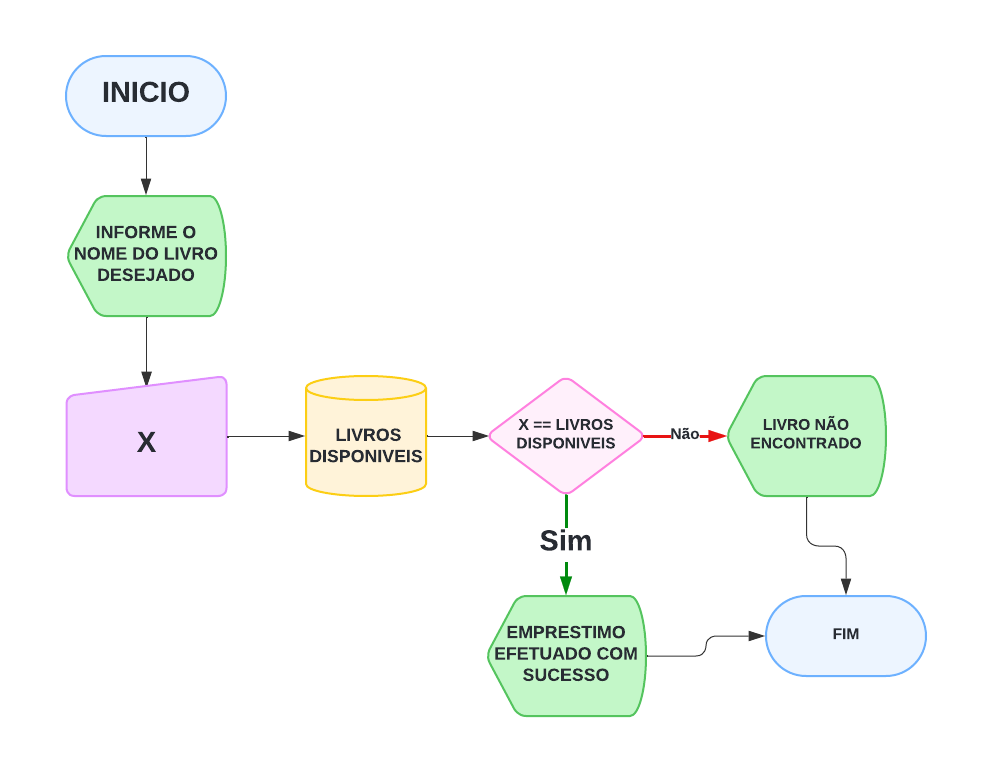 INICIO
INFORME O
NOME DO LIVRO
DESEJADO
X
LIVROS
DISPONIVEIS
X == LIVROS
DISPONIVEIS
Não
LIVRO NÃO
ENCONTRADO
Sim
EMPRESTIMO
EFETUADO COM
SUCESSO
FIM